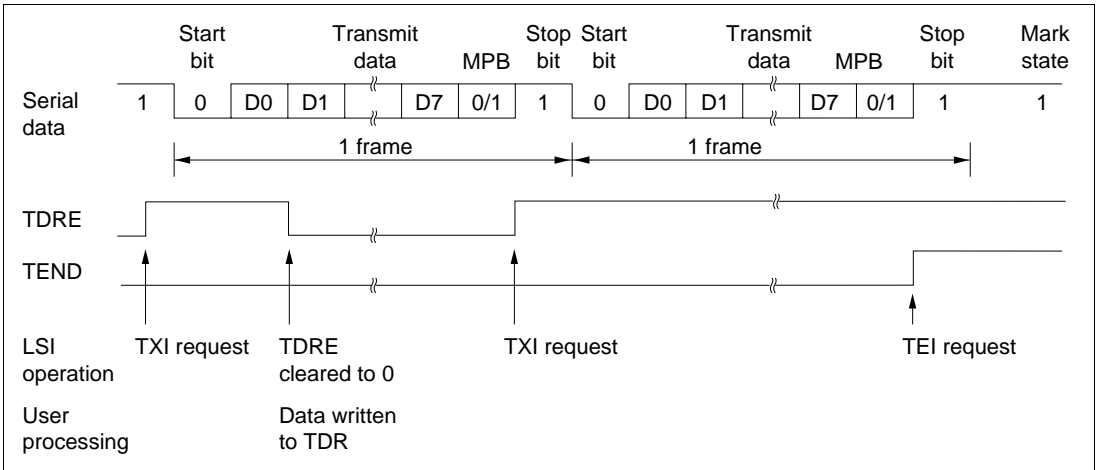 Start Transmit Stop Start Transmit Stop Mark
bit data MPB bit bit data MPB bit state
Serial data 1 0 D0 D1 D7 0/1 1 0 D0 D1 D7 0/1 1 1
1 frame 1 frame
TDRE
TEND
LSI TXI request TDRE TXI request TEI request
operation cleared to 0
User Data written
processing to TDR